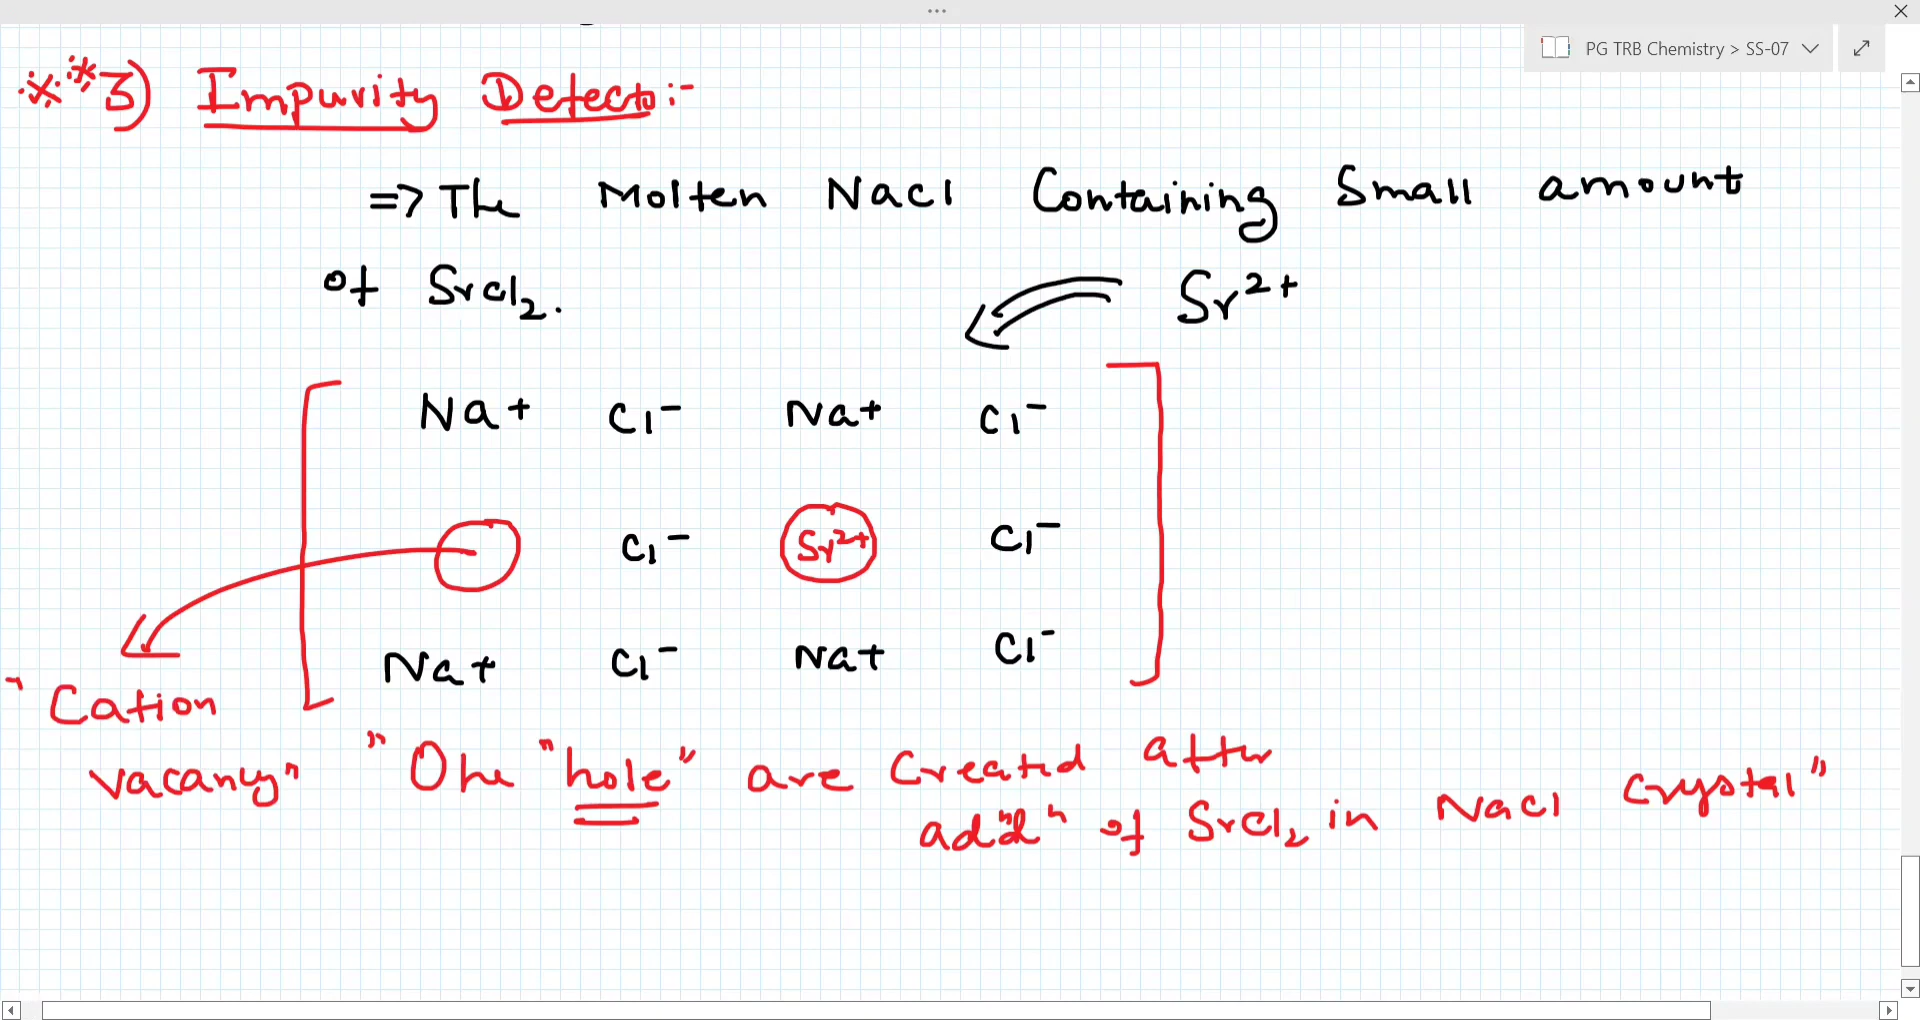 PG TRB Chemistry > SS-07
3) Impurity Defects:-
=> The Molten NaCl Containing Small amount
of SrCl₂. Sr²⁺
Na+ Cl⁻ Na+ Cl⁻
Cl⁻ Sr²⁺ Cl⁻
Na+ Cl⁻ Na+ Cl⁻
"Cation
vacancy"
"One "hole" are created after
add"n" of SrCl₂ in NaCl crystal"